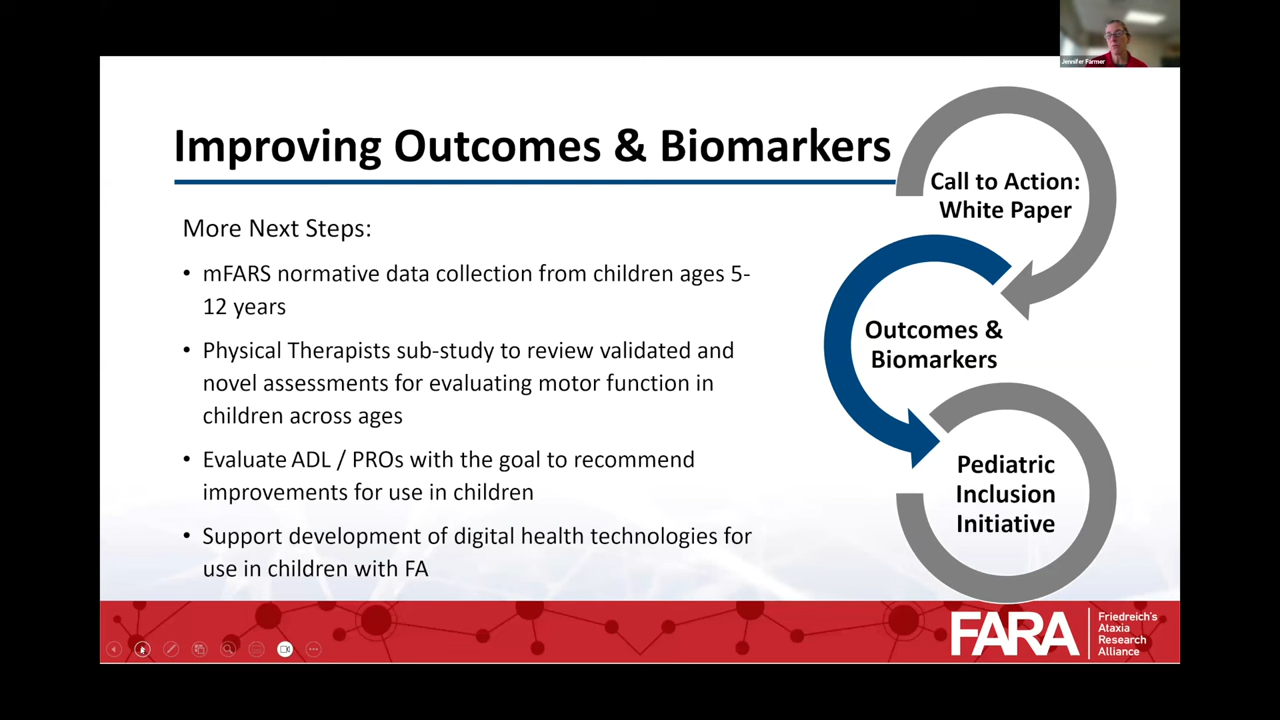 Jennifer Farmer
Improving Outcomes & Biomarkers
More Next Steps:
• mFARS normative data collection from children ages 5-
12 years
• Physical Therapists sub-study to review validated and
novel assessments for evaluating motor function in
children across ages
• Evaluate ADL / PROs with the goal to recommend
improvements for use in children
• Support development of digital health technologies for
use in children with FA
Call to Action:
White Paper
Outcomes &
Biomarkers
Pediatric
Inclusion
Initiative
FARA
Friedreich's
Ataxia
Research
Alliance